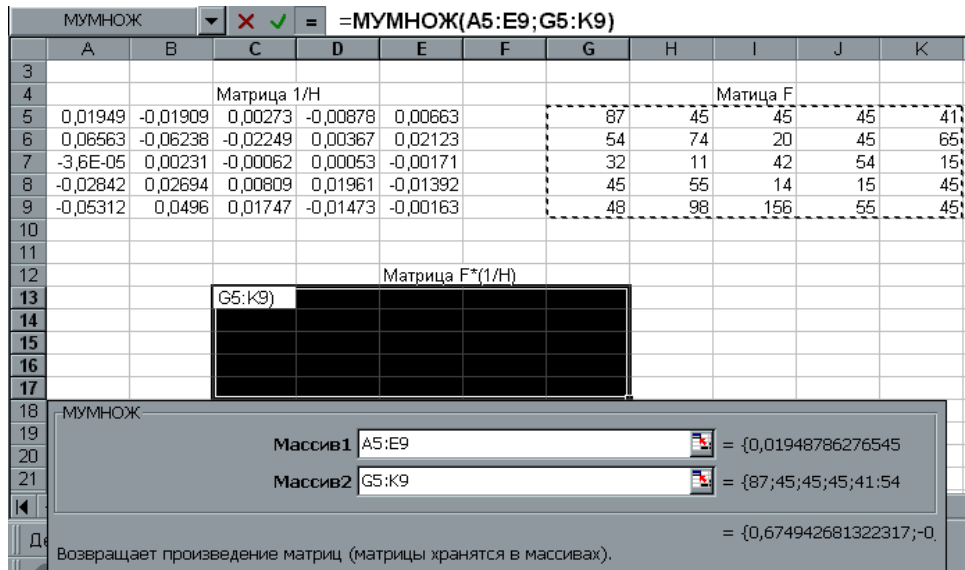 МУМНОЖ = =МУМНОЖ(A5:E9;G5:K9)
A B C D E F G H I J K
3
4 Матрица 1/H Матица F
5 0,01949 -0,01909 0,00273 -0,00878 0,00663 87 45 45 45 41
6 0,06563 -0,06238 -0,02249 0,00367 0,02123 54 74 20 45 65
7 -3,6E-05 0,00231 -0,00062 0,00053 -0,00171 32 11 42 54 15
8 -0,02842 0,02694 0,00809 0,01961 -0,01392 45 55 14 15 45
9 -0,05312 0,0496 0,01747 -0,01473 -0,00163 48 98 156 55 45
10
11
12 Матрица F*(1/H)
13 G5:K9)
14
15
16
17
18 МУМНОЖ
19 Массив1 A5:E9 = {0,01948786276545
20
21 Массив2 G5:K9 = {87;45;45;45;41:54
= {0,674942681322317;-0,
Возвращает произведение матриц (матрицы хранятся в массивах).